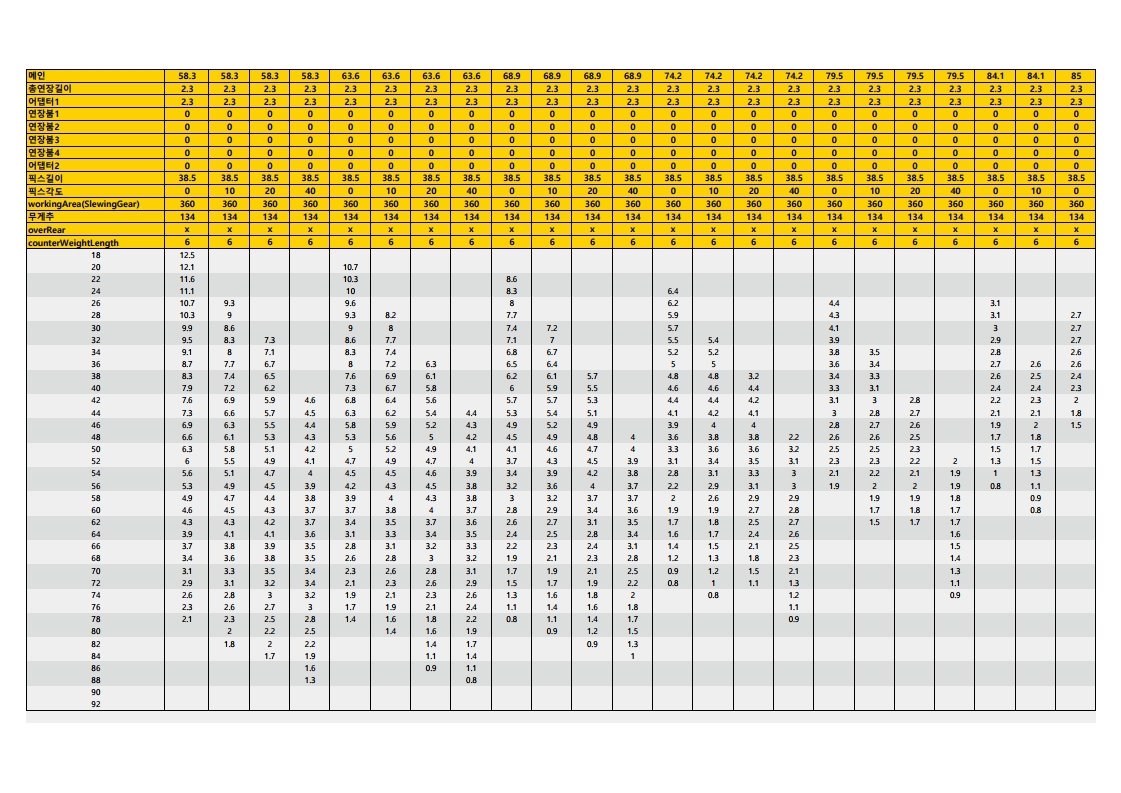 메인 58.3 58.3 58.3 58.3 63.6 63.6 63.6 63.6 68.9 68.9 68.9 68.9 74.2 74.2 74.2 74.2 79.5 79.5 79.5 79.5 84.1 84.1 85
총연장길이 2.3 2.3 2.3 2.3 2.3 2.3 2.3 2.3 2.3 2.3 2.3 2.3 2.3 2.3 2.3 2.3 2.3 2.3 2.3 2.3 2.3 2.3 2.3
어댑터1 2.3 2.3 2.3 2.3 2.3 2.3 2.3 2.3 2.3 2.3 2.3 2.3 2.3 2.3 2.3 2.3 2.3 2.3 2.3 2.3 2.3 2.3 2.3
연장붐1 0 0 0 0 0 0 0 0 0 0 0 0 0 0 0 0 0 0 0 0 0 0 0
연장붐2 0 0 0 0 0 0 0 0 0 0 0 0 0 0 0 0 0 0 0 0 0 0 0
연장붐3 0 0 0 0 0 0 0 0 0 0 0 0 0 0 0 0 0 0 0 0 0 0 0
연장붐4 0 0 0 0 0 0 0 0 0 0 0 0 0 0 0 0 0 0 0 0 0 0 0
어댑터2 0 0 0 0 0 0 0 0 0 0 0 0 0 0 0 0 0 0 0 0 0 0 0
픽스길이 38.5 38.5 38.5 38.5 38.5 38.5 38.5 38.5 38.5 38.5 38.5 38.5 38.5 38.5 38.5 38.5 38.5 38.5 38.5 38.5 38.5 38.5 38.5
픽스각도 0 10 20 40 0 10 20 40 0 10 20 40 0 10 20 40 0 10 20 40 0 10 0
workingArea(SlewingGear) 360 360 360 360 360 360 360 360 360 360 360 360 360 360 360 360 360 360 360 360 360 360 360
무게추 134 134 134 134 134 134 134 134 134 134 134 134 134 134 134 134 134 134 134 134 134 134 134
overRear x x x x x x x x x x x x x x x x x x x x x x x
counterWeightLength 6 6 6 6 6 6 6 6 6 6 6 6 6 6 6 6 6 6 6 6 6 6 6
18 12.5
20 12.1 10.7
22 11.6 10.3 8.6
24 11.1 10 8.3 6.4
26 10.7 9.3 9.6 8 6.2 4.4 3.1
28 10.3 9 9.3 8.2 7.7 5.9 4.3 3.1 2.7
30 9.9 8.6 9 8 7.4 7.2 5.7 4.1 3 2.7
32 9.5 8.3 7.3 8.6 7.7 7.1 7 5.5 5.4 3.9 2.9 2.7
34 9.1 8 7.1 8.3 7.4 6.8 6.7 5.2 5.2 3.8 3.5 2.8 2.6
36 8.7 7.7 6.7 8 7.2 6.3 6.5 6.4 5 5 3.6 3.4 2.7 2.6 2.6
38 8.3 7.4 6.5 7.6 6.9 6.1 6.2 6.1 5.7 4.8 4.8 3.2 3.4 3.3 2.6 2.5 2.4
40 7.9 7.2 6.2 7.3 6.7 5.8 6 5.9 5.5 4.6 4.6 4.4 3.3 3.1 2.4 2.4 2.3
42 7.6 6.9 5.9 4.6 6.8 6.4 5.6 5.7 5.7 5.3 4.4 4.4 4.2 3.1 3 2.8 2.2 2.3 2
44 7.3 6.6 5.7 4.5 6.3 6.2 5.4 4.4 5.3 5.4 5.1 4.1 4.2 4.1 3 2.8 2.7 2.1 2.1 1.8
46 6.9 6.3 5.5 4.4 5.8 5.9 5.2 4.3 4.9 5.2 4.9 3.9 4 4 2.8 2.7 2.6 1.9 2 1.5
48 6.6 6.1 5.3 4.3 5.3 5.6 5 4.2 4.5 4.9 4.8 4 3.6 3.8 3.8 2.2 2.6 2.6 2.5 1.7 1.8
50 6.3 5.8 5.1 4.2 5 5.2 4.9 4.1 4.1 4.6 4.7 4 3.3 3.6 3.6 3.2 2.5 2.5 2.3 1.5 1.7
52 6 5.5 4.9 4.1 4.7 4.9 4.7 4 3.7 4.3 4.5 3.9 3.1 3.4 3.5 3.1 2.3 2.3 2.2 2 1.3 1.5
54 5.6 5.1 4.7 4 4.5 4.5 4.6 3.9 3.4 3.9 4.2 3.8 2.8 3.1 3.3 3 2.1 2.2 2.1 1.9 1 1.3
56 5.3 4.9 4.5 3.9 4.2 4.3 4.5 3.8 3.2 3.6 4 3.7 2.2 2.9 3.1 3 1.9 2 2 1.9 0.8 1.1
58 4.9 4.7 4.4 3.8 3.9 4 4.3 3.8 3 3.2 3.7 3.7 2 2.6 2.9 2.9 1.9 1.9 1.8 0.9
60 4.6 4.5 4.3 3.7 3.7 3.8 4 3.7 2.8 2.9 3.4 3.6 1.9 1.9 2.7 2.8 1.7 1.8 1.7 0.8
62 4.3 4.3 4.2 3.7 3.4 3.5 3.7 3.6 2.6 2.7 3.1 3.5 1.7 1.8 2.5 2.7 1.5 1.7 1.7
64 3.9 4.1 4.1 3.6 3.1 3.3 3.4 3.5 2.4 2.5 2.8 3.4 1.6 1.7 2.4 2.6 1.6
66 3.7 3.8 3.9 3.5 2.8 3.1 3.2 3.3 2.2 2.3 2.4 3.1 1.4 1.5 2.1 2.5 1.5
68 3.4 3.6 3.8 3.5 2.6 2.8 3 3.2 1.9 2.1 2.3 2.8 1.2 1.3 1.8 2.3 1.4
70 3.1 3.3 3.5 3.4 2.3 2.6 2.8 3.1 1.7 1.9 2.1 2.5 0.9 1.2 1.5 2.1 1.3
72 2.9 3.1 3.2 3.4 2.1 2.3 2.6 2.9 1.5 1.7 1.9 2.2 0.8 1 1.1 1.3 1.1
74 2.6 2.8 3 3.2 1.9 2.1 2.3 2.6 1.3 1.6 1.8 2 0.8 1.2 0.9
76 2.3 2.6 2.7 3 1.7 1.9 2.1 2.4 1.1 1.4 1.6 1.8 1.1
78 2.1 2.3 2.5 2.8 1.4 1.6 1.8 2.2 0.8 1.1 1.4 1.7 0.9
80 2 2.2 2.5 1.4 1.6 1.9 0.9 1.2 1.5
82 1.8 2 2.2 1.4 1.7 0.9 1.3
84 1.7 1.9 1.1 1.4 1
86 1.6 0.9 1.1
88 1.3 0.8
90
92